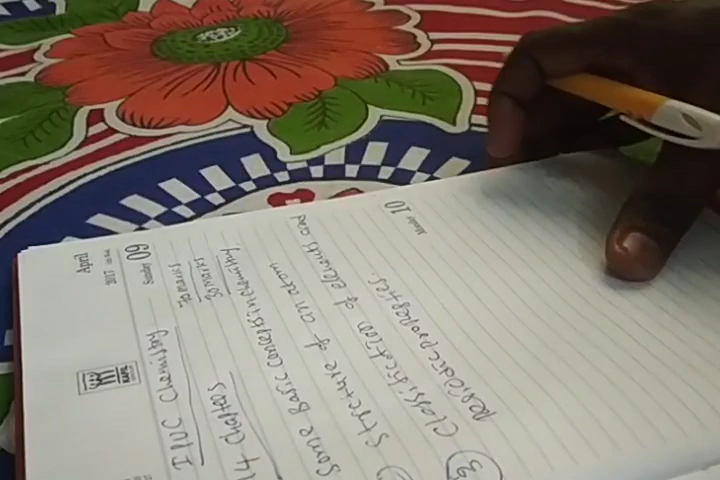 April
2017
Sunday 09
I PUC Chemistry
70 marks
30 marks
14 chapters
Some Basic concepts in chemistry
Structure of an atom
3) Classification of elements and
periodic properties.
10